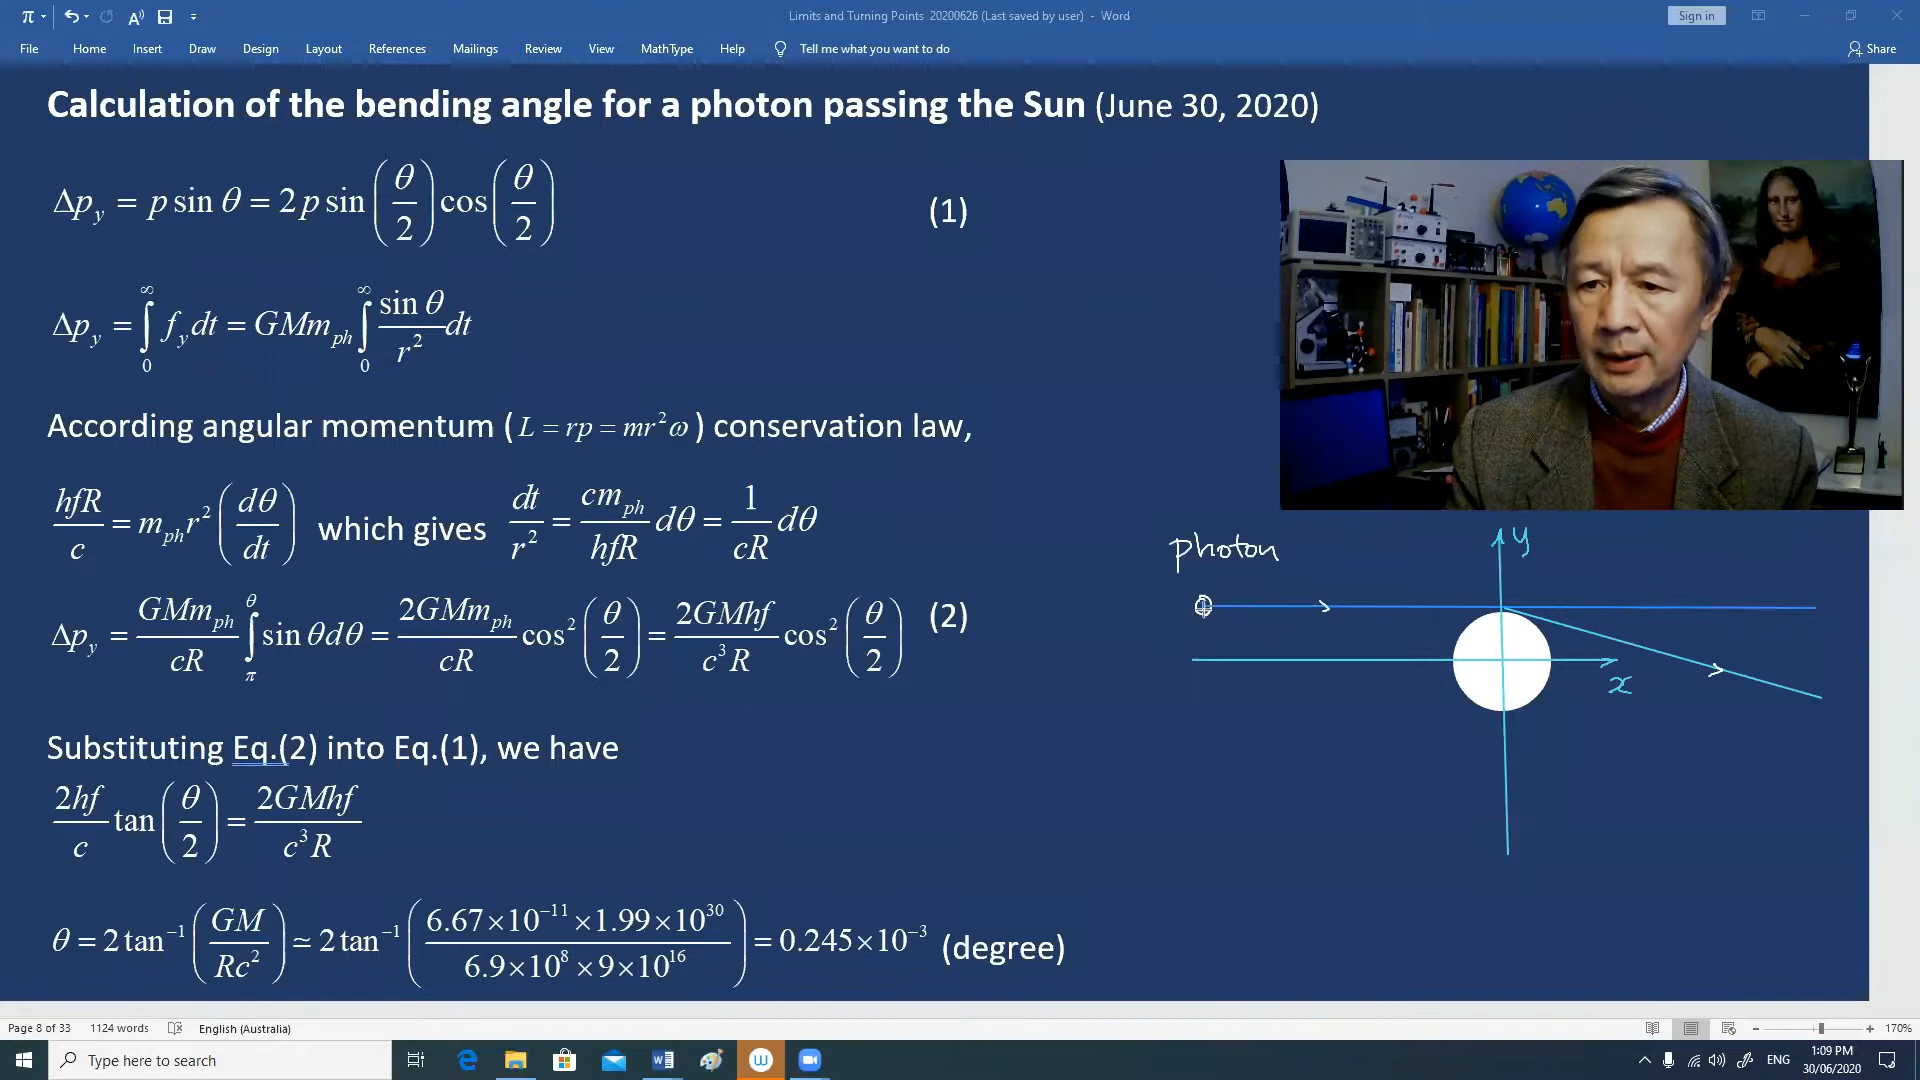 Limits and Turning Points 20200626 (Last saved by user) - Word
Sign in
File Home Insert Draw Design Layout References Mailings Review View MathType Help Tell me what you want to do
Share
Calculation of the bending angle for a photon passing the Sun (June 30, 2020)
Δp_y = p sin θ = 2p sin(θ/2) cos(θ/2) (1)
Δp_y = ∫_0^∞ f_y dt = GMm_ph ∫_0^∞ (sin θ / r²) dt
According angular momentum (L = rp = mr²ω) conservation law,
hfR/c = m_ph r² (dθ/dt) which gives dt/r² = (cm_ph/hfR) dθ = (1/cR) dθ
Δp_y = (GMm_ph/cR) ∫_π^θ sin θdθ = (2GMm_ph/cR) cos²(θ/2) = (2GMhf/c³R) cos²(θ/2) (2)
Substituting Eq.(2) into Eq.(1), we have
(2hf/c) tan(θ/2) = 2GMhf/c³R
θ = 2 tan⁻¹(GM/Rc²) ≃ 2 tan⁻¹((6.67×10⁻¹¹×1.99×10³⁰)/(6.9×10⁸×9×10¹⁶)) = 0.245×10⁻³ (degree)
photon
y
x
Page 8 of 33 1124 words English (Australia)
170%
Type here to search
ENG
1:09 PM
30/06/2020